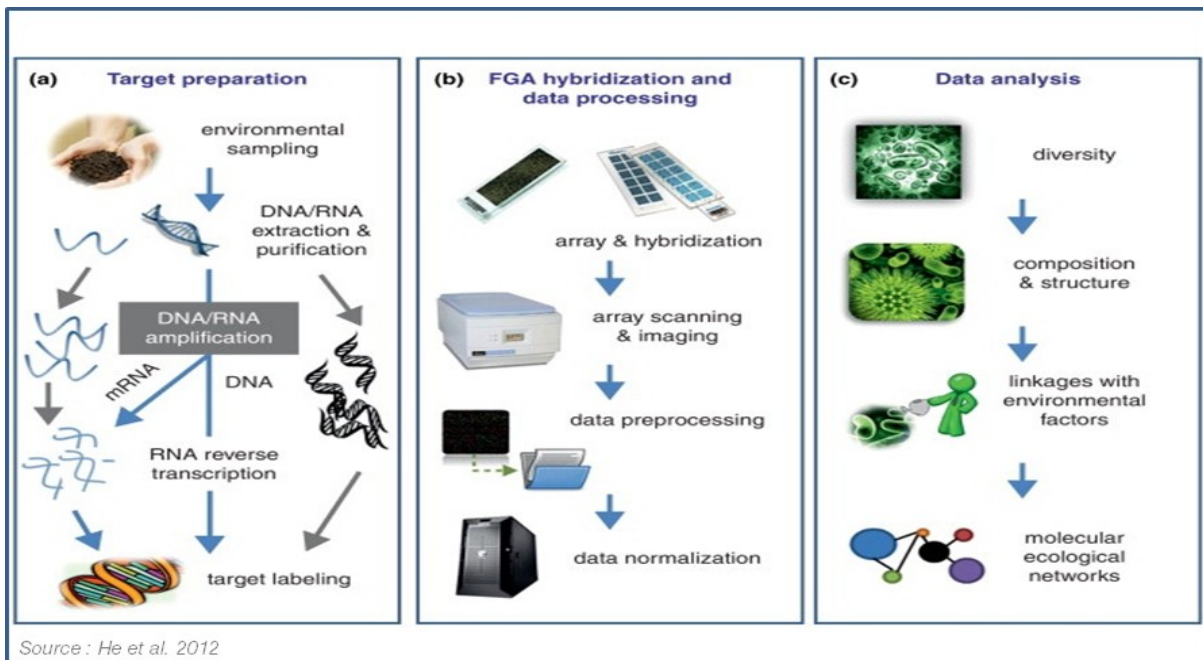 (a) Target preparation
environmental
sampling
DNA/RNA
extraction &
purification
DNA/RNA
amplification
mRNA
DNA
RNA reverse
transcription
target labeling
(b) FGA hybridization and
data processing
array & hybridization
array scanning
& imaging
data preprocessing
data normalization
(c) Data analysis
diversity
composition
& structure
linkages with
environmental
factors
molecular
ecological
networks
Source : He et al. 2012